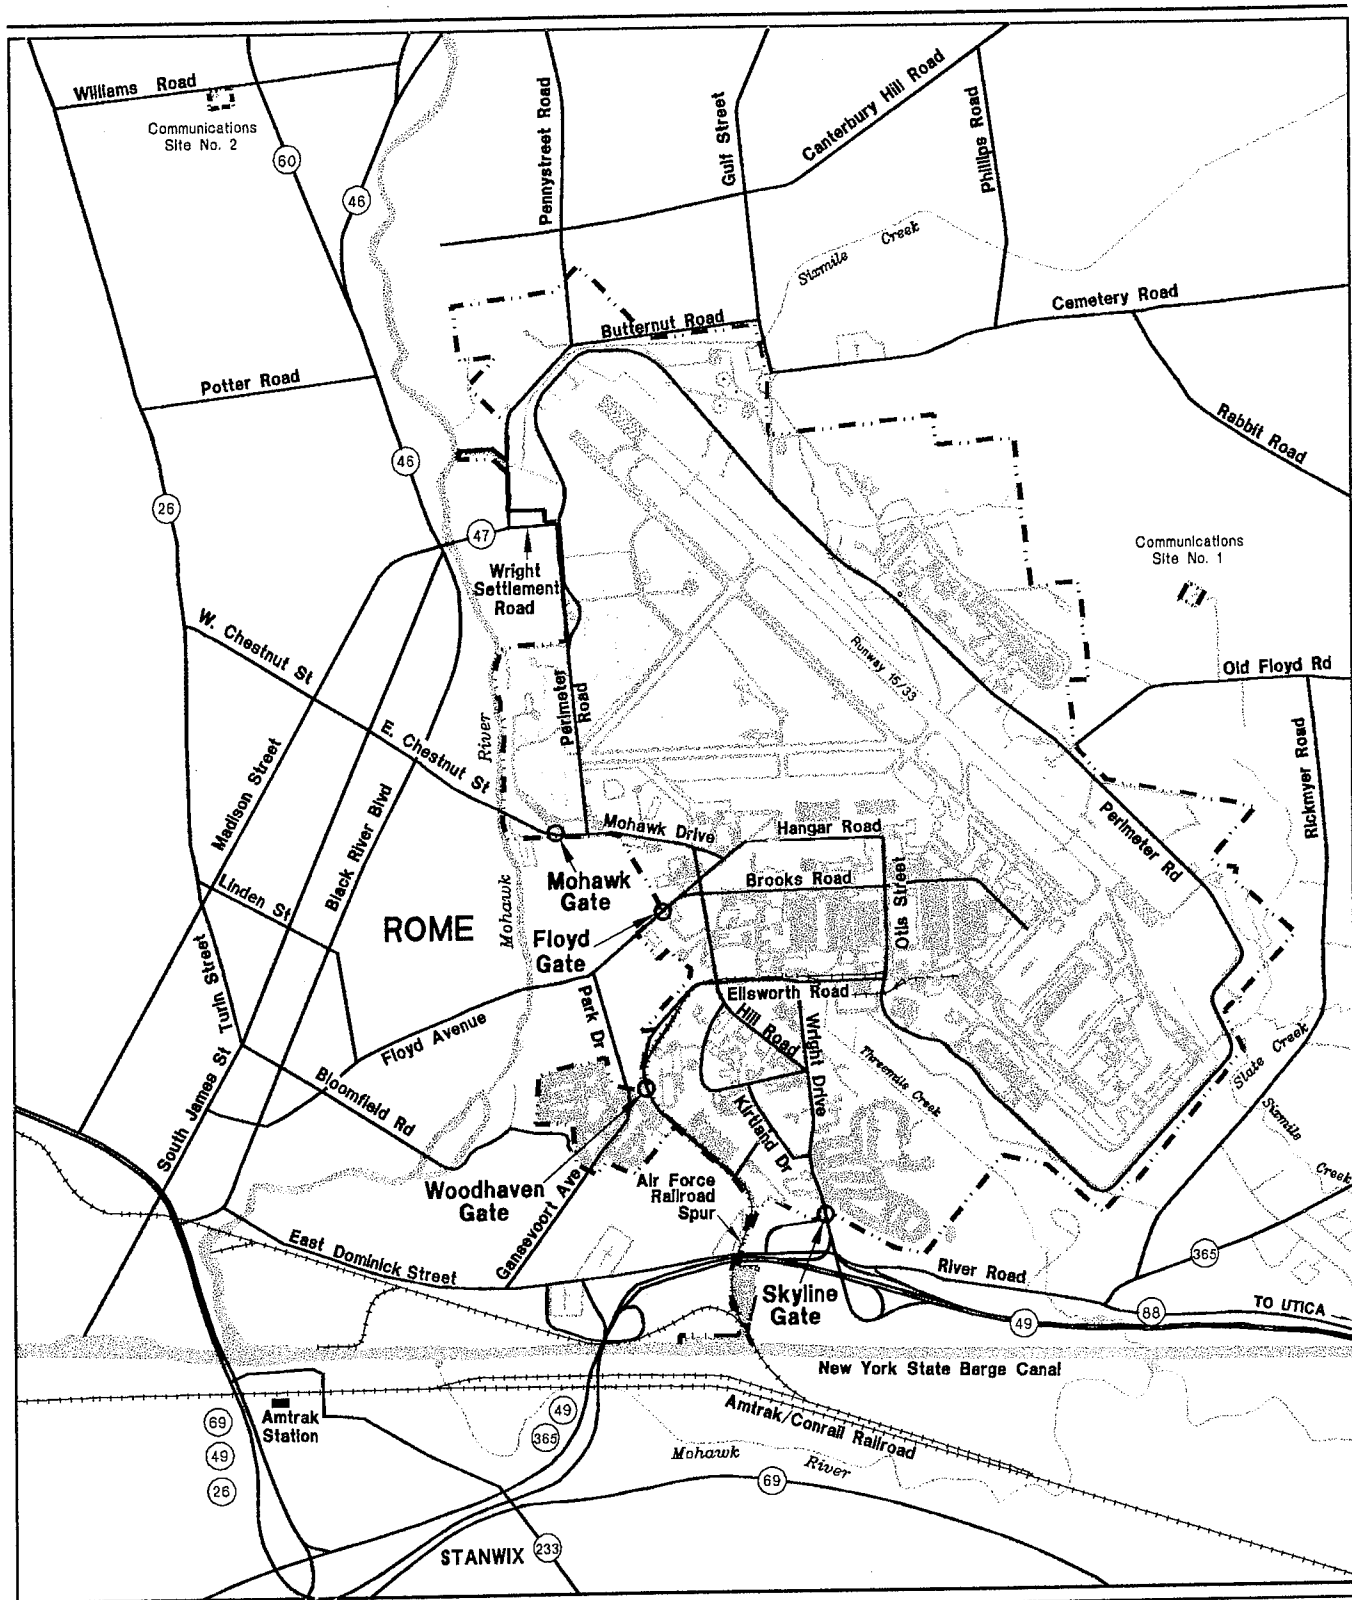 Williams Road
Communications
Site No. 2
60
46
Pennystreet Road
Gulf Street
Canterbury Hill Road
Phillips Road
Sixmile Creek
Cemetery Road
Butternut Road
Potter Road
Rabbit Road
46
26
47
Wright
Settlement
Road
Communications
Site No. 1
W. Chestnut St
E. Chestnut St
River
Perimeter
Road
Runway 15/33
Old Floyd Rd
Rickmyer Road
Madison Street
Black River Blvd
Mohawk Drive
Hangar Road
Perimeter Rd
Linden St
Mohawk
Gate
Brooks Road
Otis Street
ROME
Mohawk
Floyd
Gate
Turin Street
Park Dr
Ellsworth Road
Hill Road
Wright Drive
Floyd Avenue
Threemile Creek
Slate Creek
Sixmile
Creek
South James St
Bloomfield Rd
Kirtland Dr
Woodhaven
Gate
Gansevoort Ave
Air Force
Railroad
Spur
East Dominick Street
365
River Road
Skyline
Gate
49
88
TO UTICA
New York State Barge Canal
Amtrak
Station
69
49
26
49
365
Amtrak/Conrail Railroad
Mohawk River
69
STANWIX
233